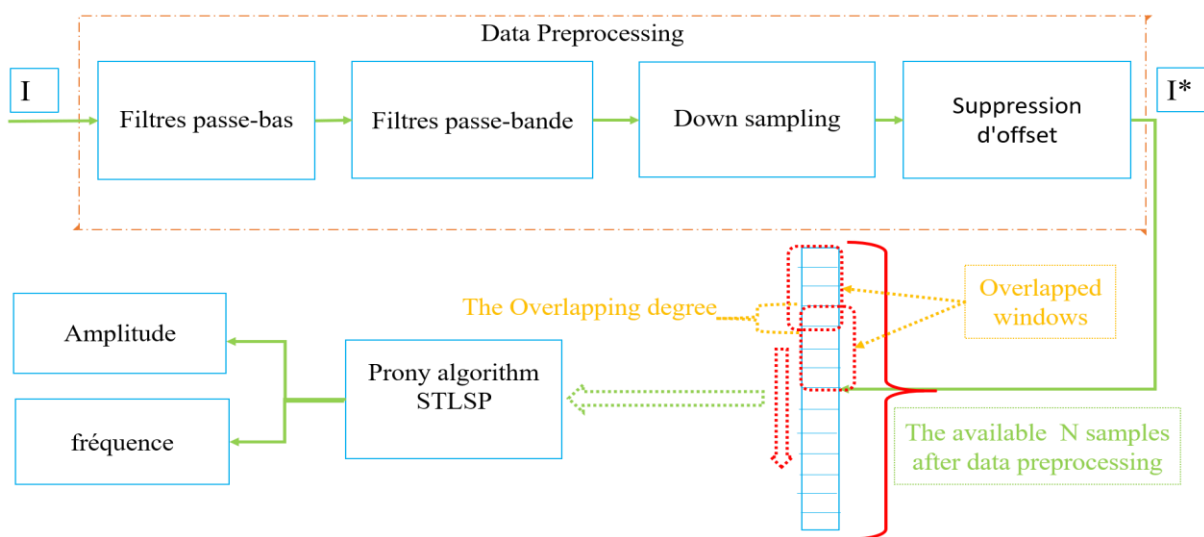 Data Preprocessing
I
Filtres passe-bas
Filtres passe-bande
Down sampling
Suppression
d'offset
I*
The Overlapping degree
Overlapped
windows
Amplitude
fréquence
Prony algorithm
STLSP
The available N samples
after data preprocessing